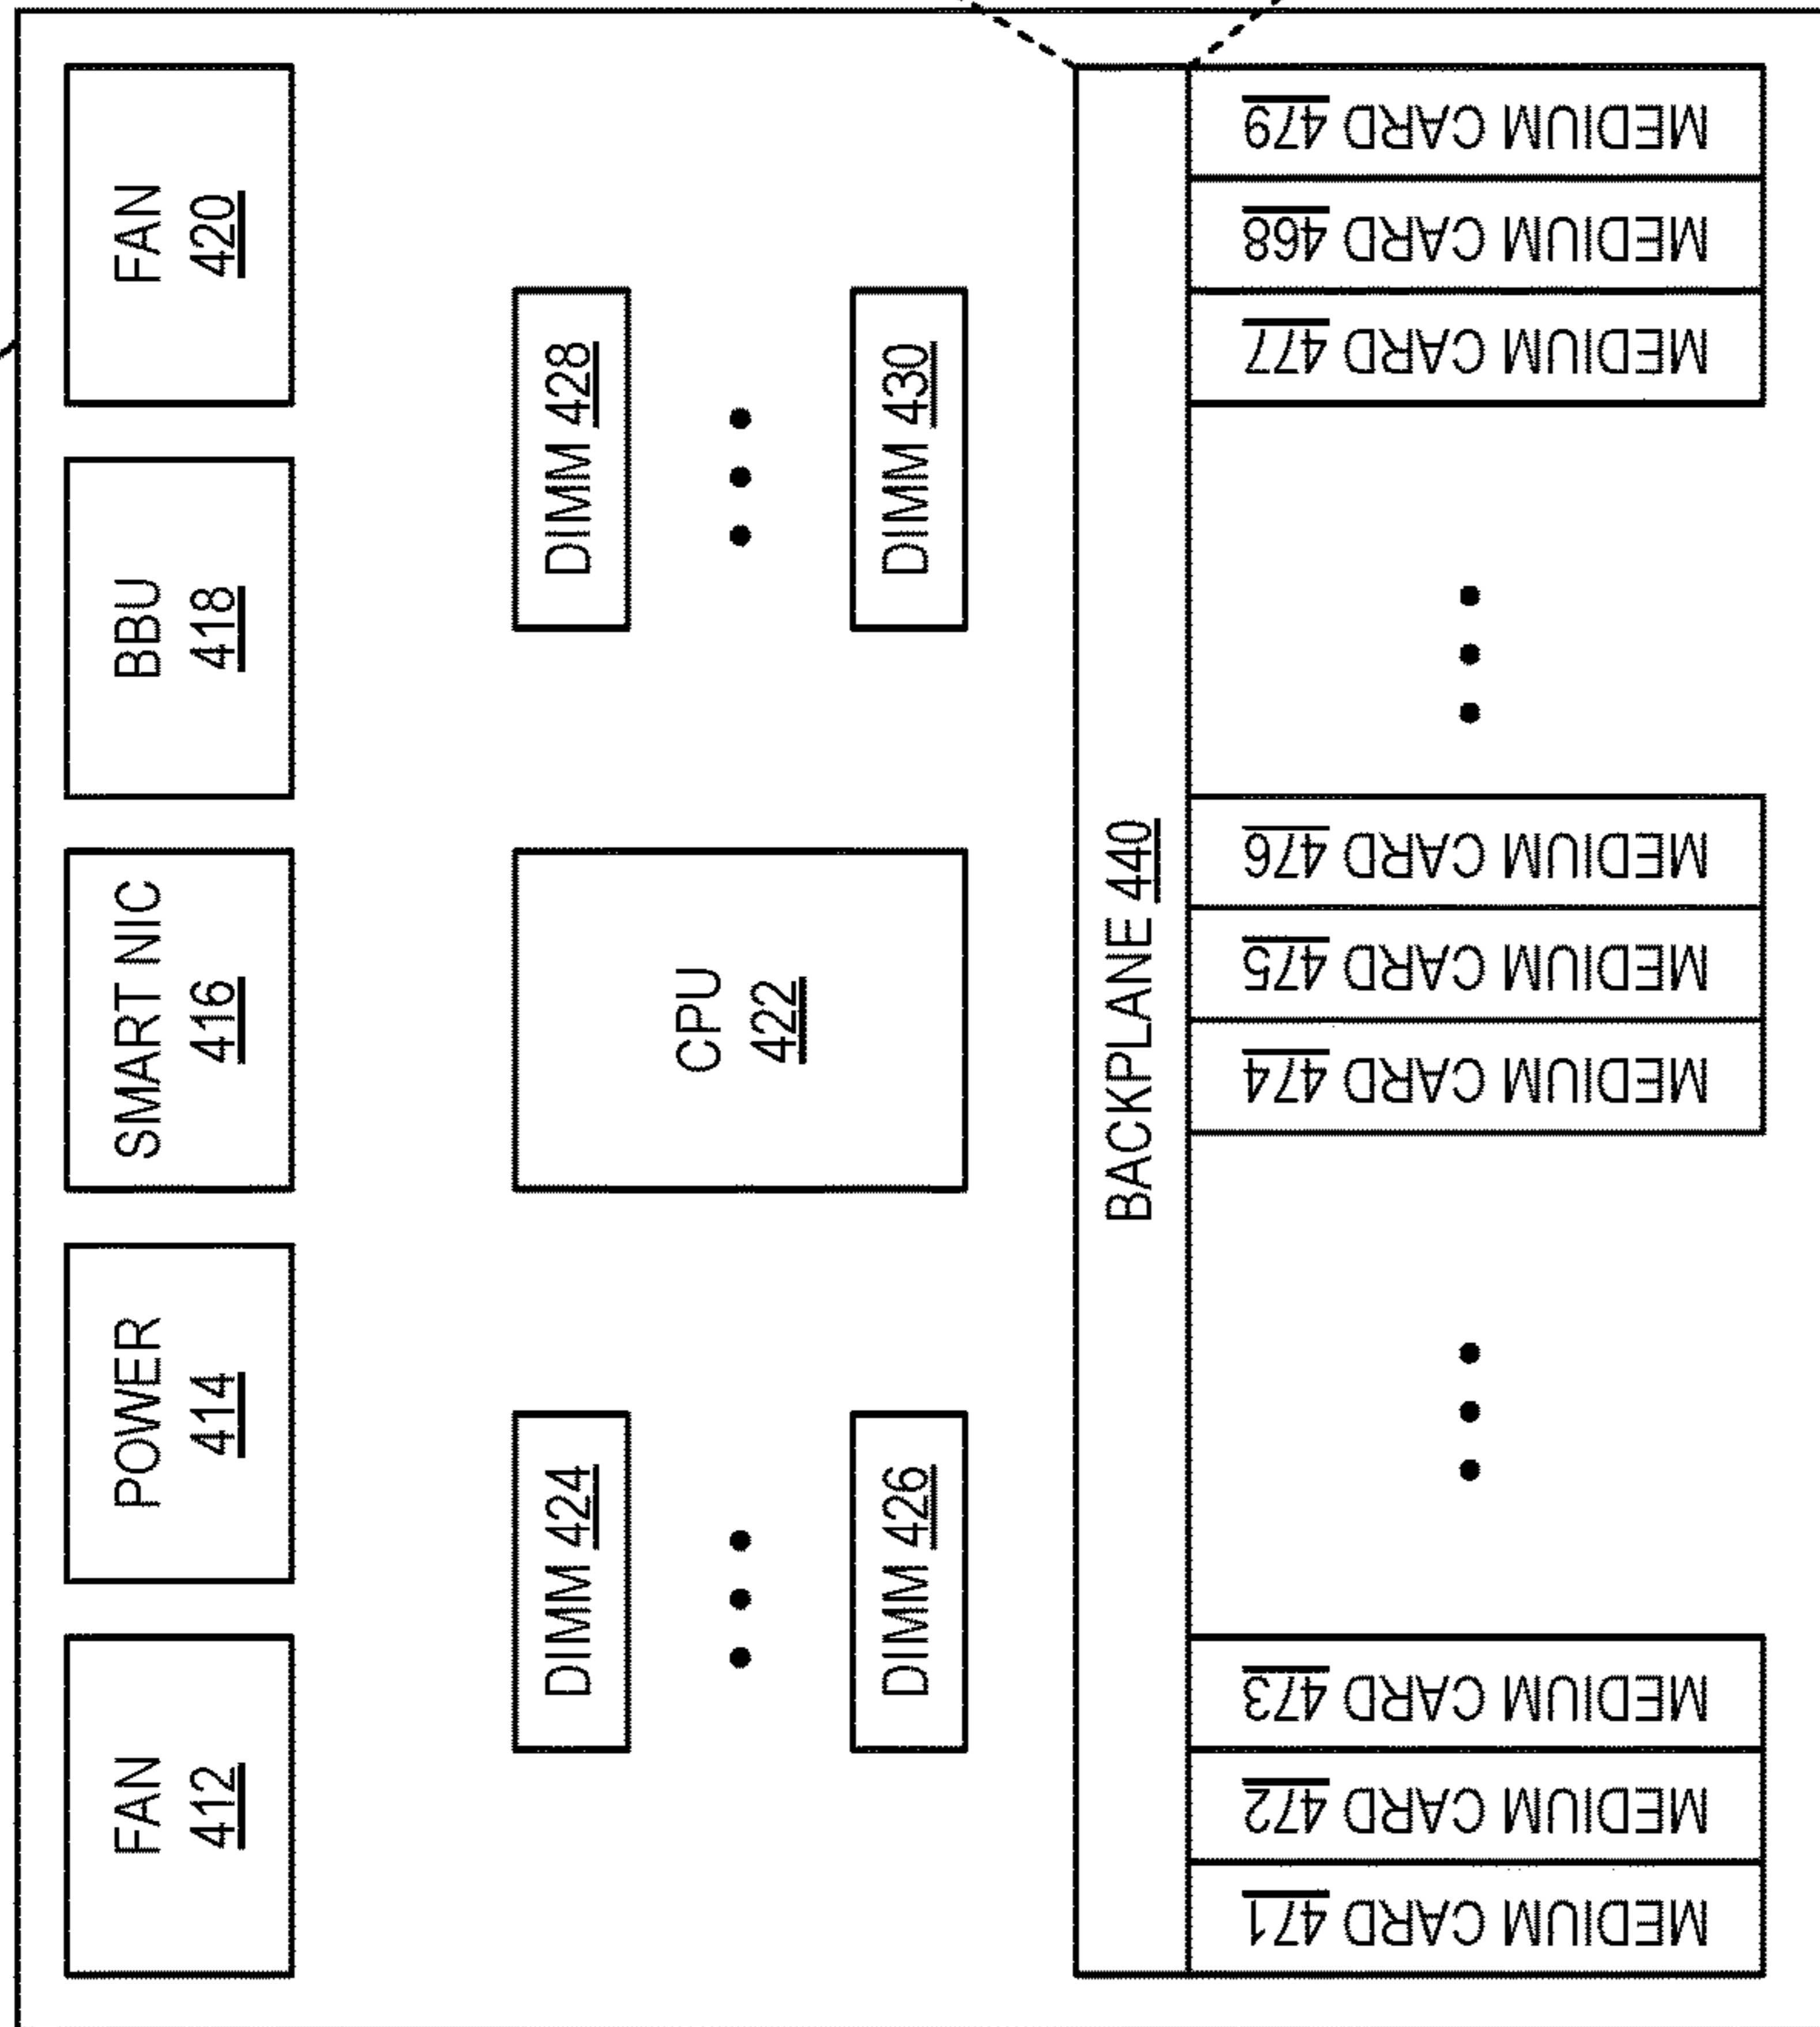 FAN
412
POWER
414
SMART NIC
416
BBU
418
FAN
420
DIMM 424
DIMM 426
CPU
422
DIMM 428
DIMM 430
BACKPLANE 440
MEDIUM CARD 471
MEDIUM CARD 472
MEDIUM CARD 473
MEDIUM CARD 474
MEDIUM CARD 475
MEDIUM CARD 476
MEDIUM CARD 477
MEDIUM CARD 468
MEDIUM CARD 479